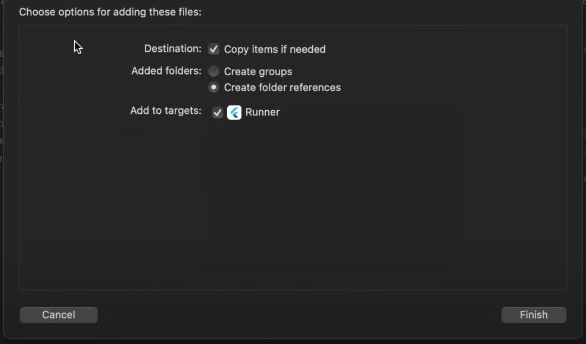 Choose options for adding these files:
Destination: Copy items if needed
Added folders: Create groups
Create folder references
Add to targets: Runner
Cancel Finish